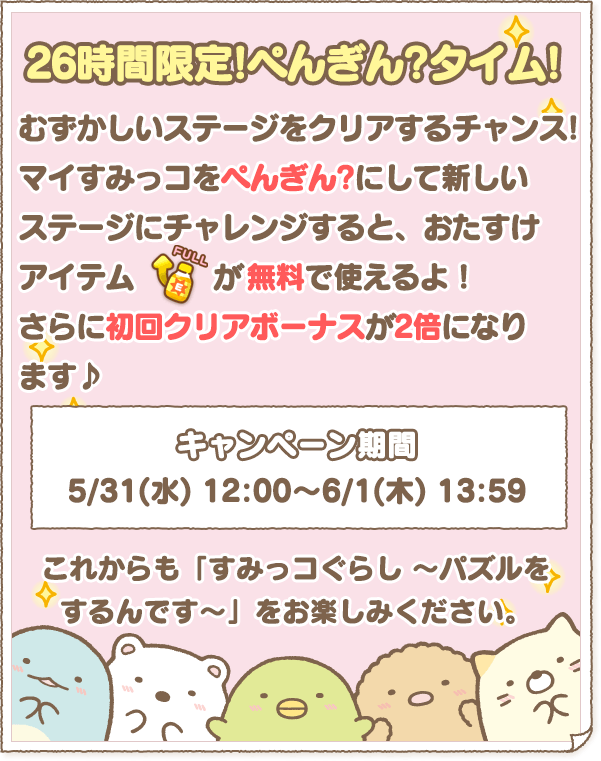 26時間限定!ぺんぎん?タイム!
むずかしいステージをクリアするチャンス!
マイすみっコをぺんぎん?にして新しい
ステージにチャレンジすると、おたすけ
アイテム FULL E が無料で使えるよ！
さらに初回クリアボーナスが2倍になり
ます♪
キャンペーン期間
5/31(水) 12:00〜6/1(木) 13:59
これからも「すみっコぐらし 〜パズルを
するんです〜」をお楽しみください。